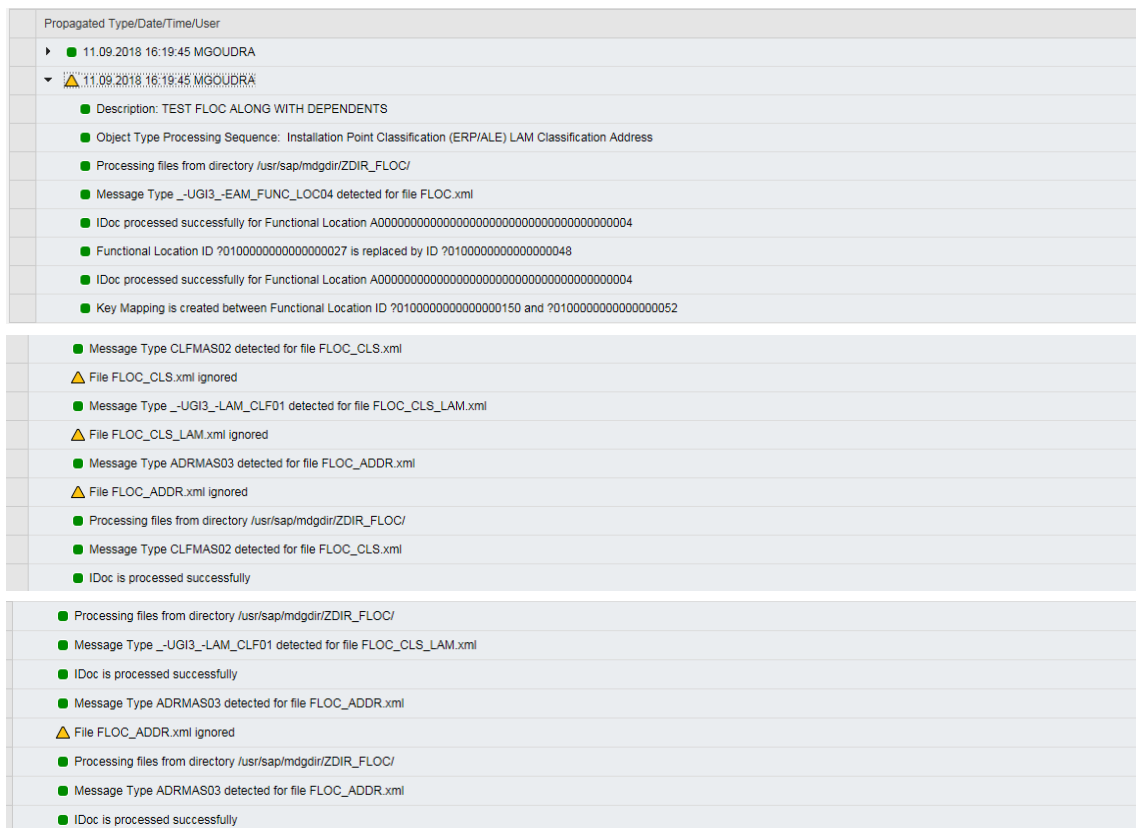 Propagated Type/Date/Time/User
11.09.2018 16:19:45 MGOUDRA
11.09.2018 16:19:45 MGOUDRA
Description: TEST FLOC ALONG WITH DEPENDENTS
Object Type Processing Sequence: Installation Point Classification (ERP/ALE) LAM Classification Address
Processing files from directory /usr/sap/mdgdir/ZDIR_FLOC/
Message Type _-UGI3_-EAM_FUNC_LOC04 detected for file FLOC.xml
IDoc processed successfully for Functional Location A000000000000000000000000000000000000004
Functional Location ID ?0100000000000000027 is replaced by ID ?0100000000000000048
IDoc processed successfully for Functional Location A000000000000000000000000000000000000004
Key Mapping is created between Functional Location ID ?0100000000000000150 and ?0100000000000000052
Message Type CLFMAS02 detected for file FLOC_CLS.xml
File FLOC_CLS.xml ignored
Message Type _-UGI3_-LAM_CLF01 detected for file FLOC_CLS_LAM.xml
File FLOC_CLS_LAM.xml ignored
Message Type ADRMAS03 detected for file FLOC_ADDR.xml
File FLOC_ADDR.xml ignored
Processing files from directory /usr/sap/mdgdir/ZDIR_FLOC/
Message Type CLFMAS02 detected for file FLOC_CLS.xml
IDoc is processed successfully
Processing files from directory /usr/sap/mdgdir/ZDIR_FLOC/
Message Type _-UGI3_-LAM_CLF01 detected for file FLOC_CLS_LAM.xml
IDoc is processed successfully
Message Type ADRMAS03 detected for file FLOC_ADDR.xml
File FLOC_ADDR.xml ignored
Processing files from directory /usr/sap/mdgdir/ZDIR_FLOC/
Message Type ADRMAS03 detected for file FLOC_ADDR.xml
IDoc is processed successfully